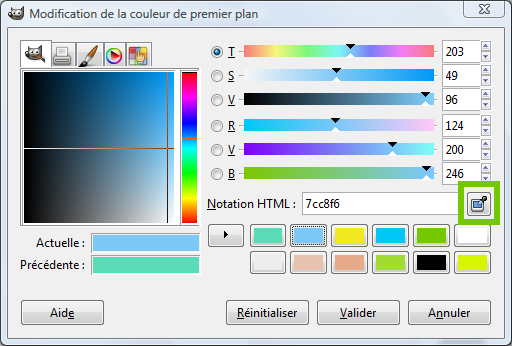 Modification de la couleur de premier plan
T 203
S 49
V 96
R 124
V 200
B 246
Notation HTML : 7cc8f6
Actuelle :
Précédente :
Aide Réinitialiser Valider Annuler